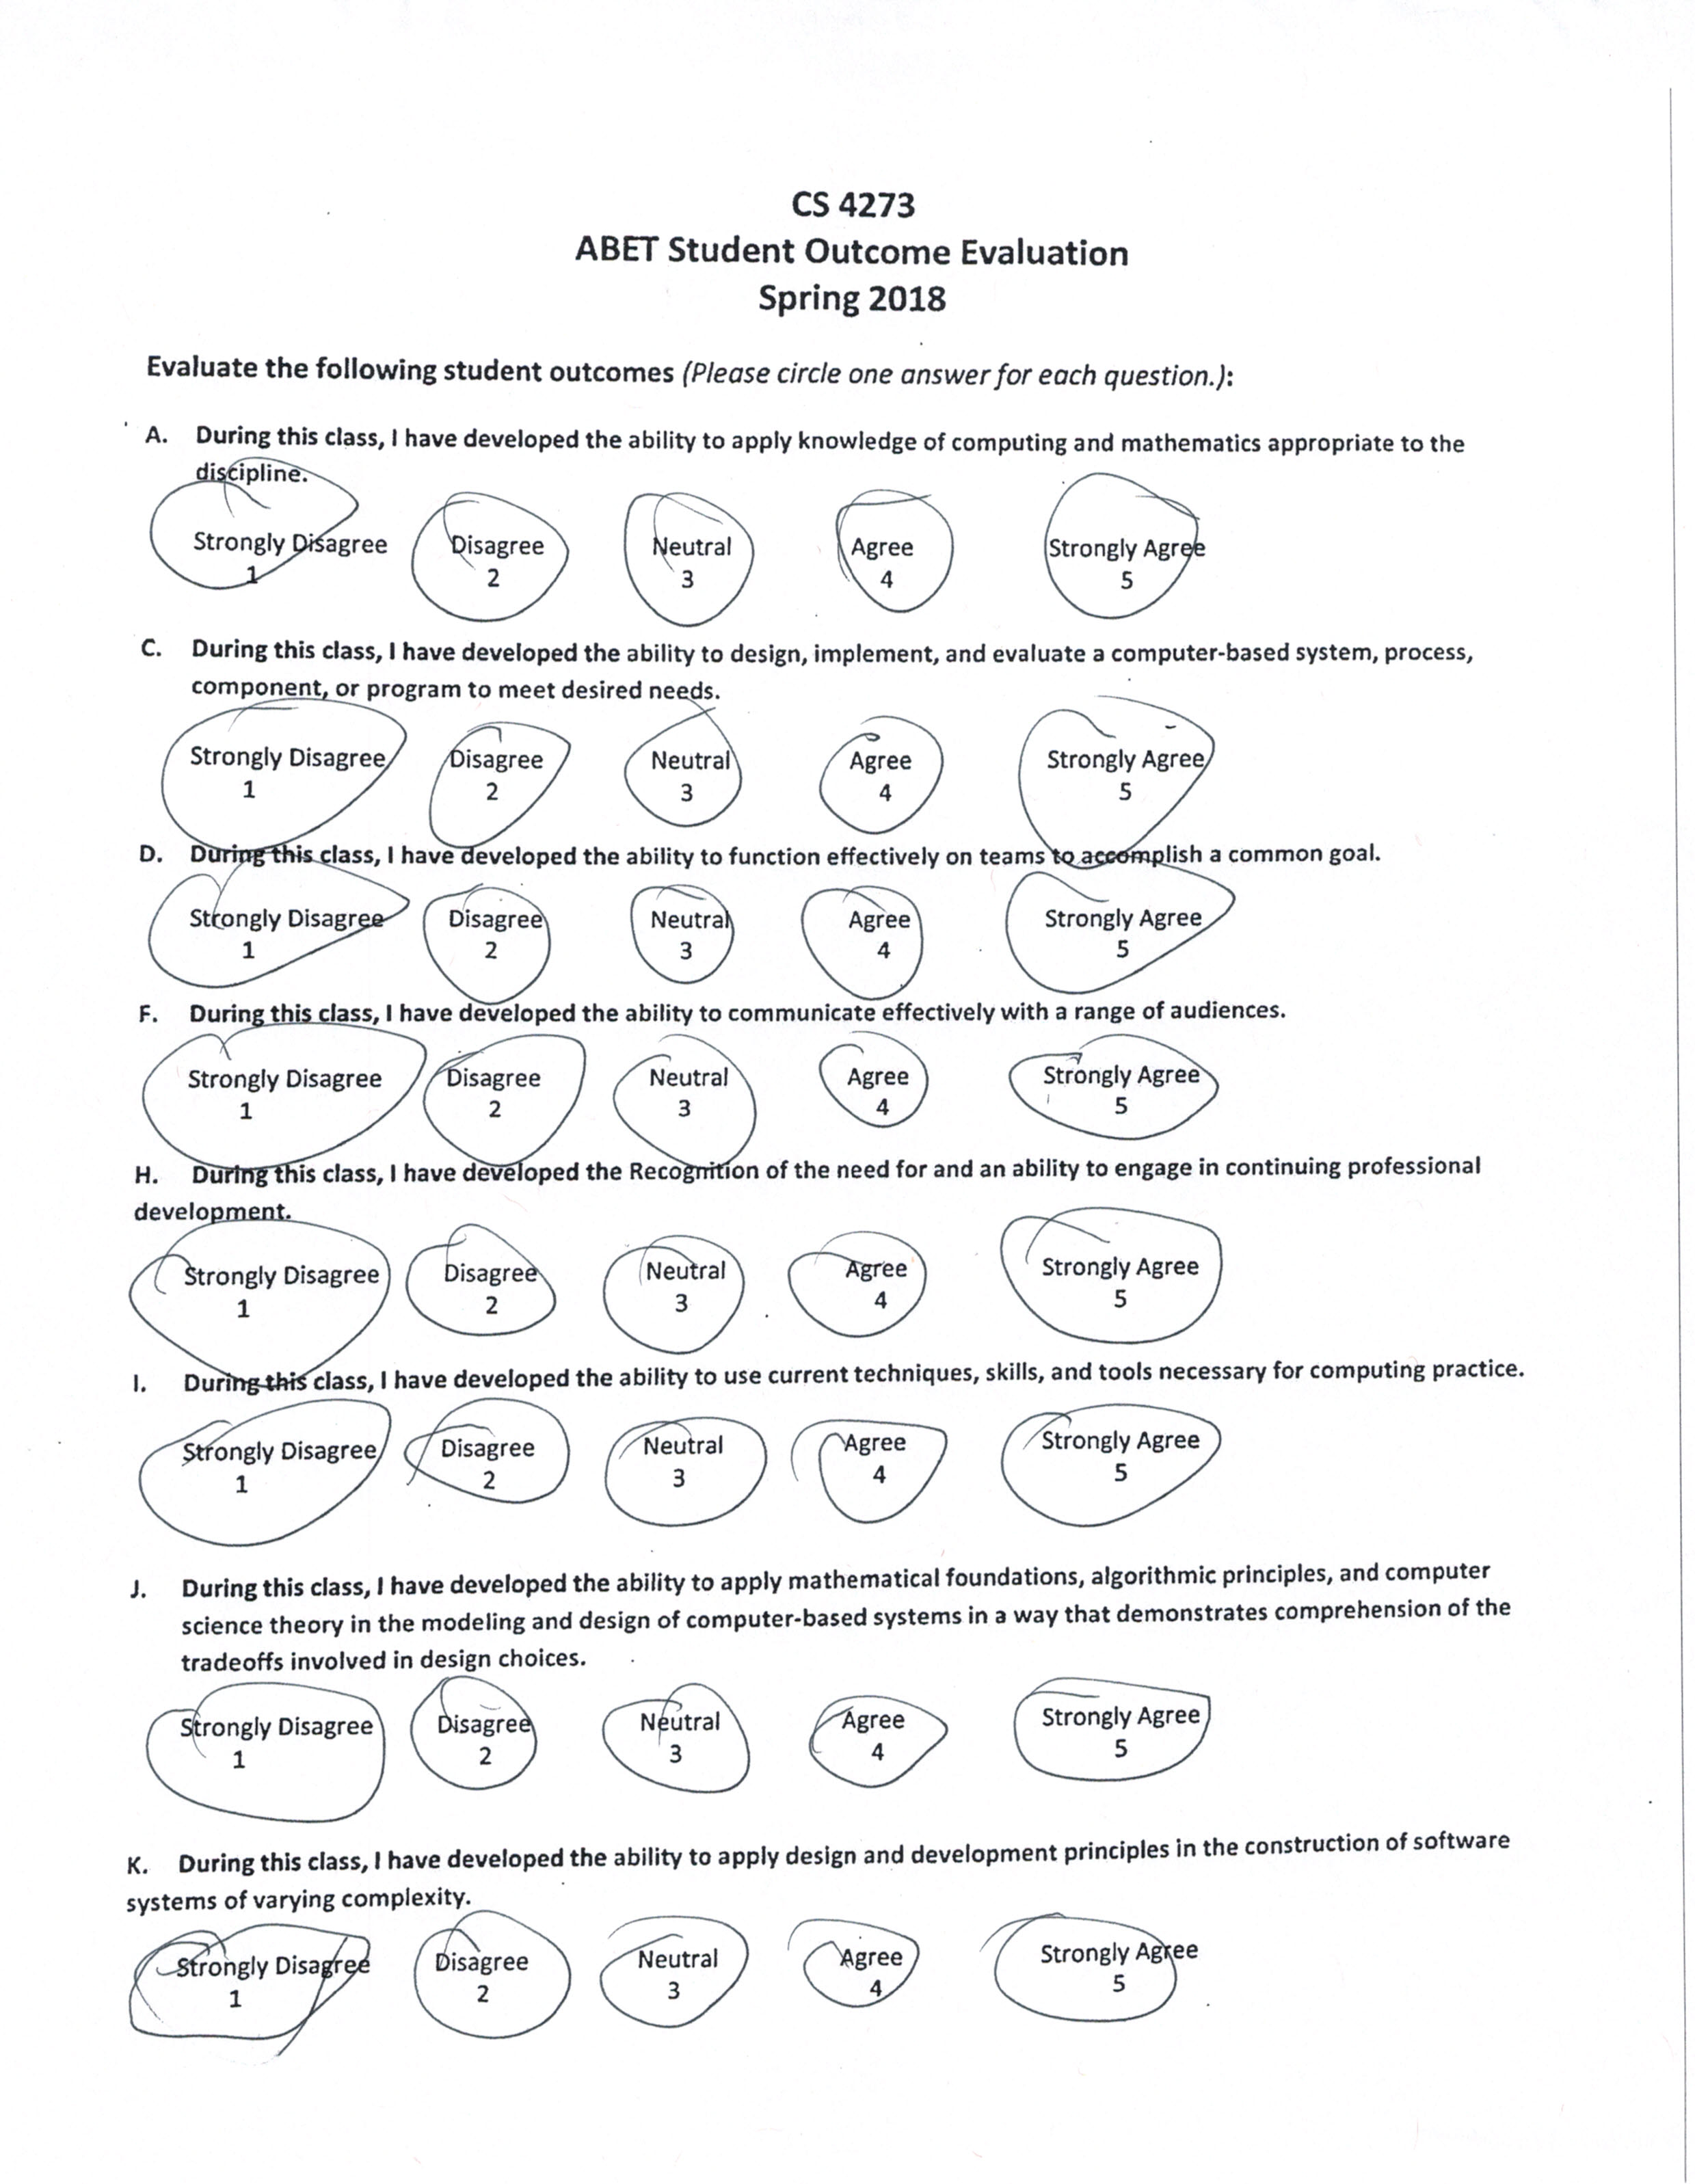 CS 4273
ABET Student Outcome Evaluation
Spring 2018
Evaluate the following student outcomes (Please circle one answer for each question.):
A. During this class, I have developed the ability to apply knowledge of computing and mathematics appropriate to the
discipline.
Strongly Disagree Disagree Neutral Agree Strongly Agree
1 2 3 4 5
C. During this class, I have developed the ability to design, implement, and evaluate a computer-based system, process,
component, or program to meet desired needs.
Strongly Disagree Disagree Neutral Agree Strongly Agree
1 2 3 4 5
D. During this class, I have developed the ability to function effectively on teams to accomplish a common goal.
Strongly Disagree Disagree Neutral Agree Strongly Agree
1 2 3 4 5
F. During this class, I have developed the ability to communicate effectively with a range of audiences.
Strongly Disagree Disagree Neutral Agree Strongly Agree
1 2 3 4 5
H. During this class, I have developed the Recognition of the need for and an ability to engage in continuing professional
development.
Strongly Disagree Disagree Neutral Agree Strongly Agree
1 2 3 4 5
I. During this class, I have developed the ability to use current techniques, skills, and tools necessary for computing practice.
Strongly Disagree Disagree Neutral Agree Strongly Agree
1 2 3 4 5
J. During this class, I have developed the ability to apply mathematical foundations, algorithmic principles, and computer
science theory in the modeling and design of computer-based systems in a way that demonstrates comprehension of the
tradeoffs involved in design choices.
Strongly Disagree Disagree Neutral Agree Strongly Agree
1 2 3 4 5
K. During this class, I have developed the ability to apply design and development principles in the construction of software
systems of varying complexity.
Strongly Disagree Disagree Neutral Agree Strongly Agree
1 2 3 4 5